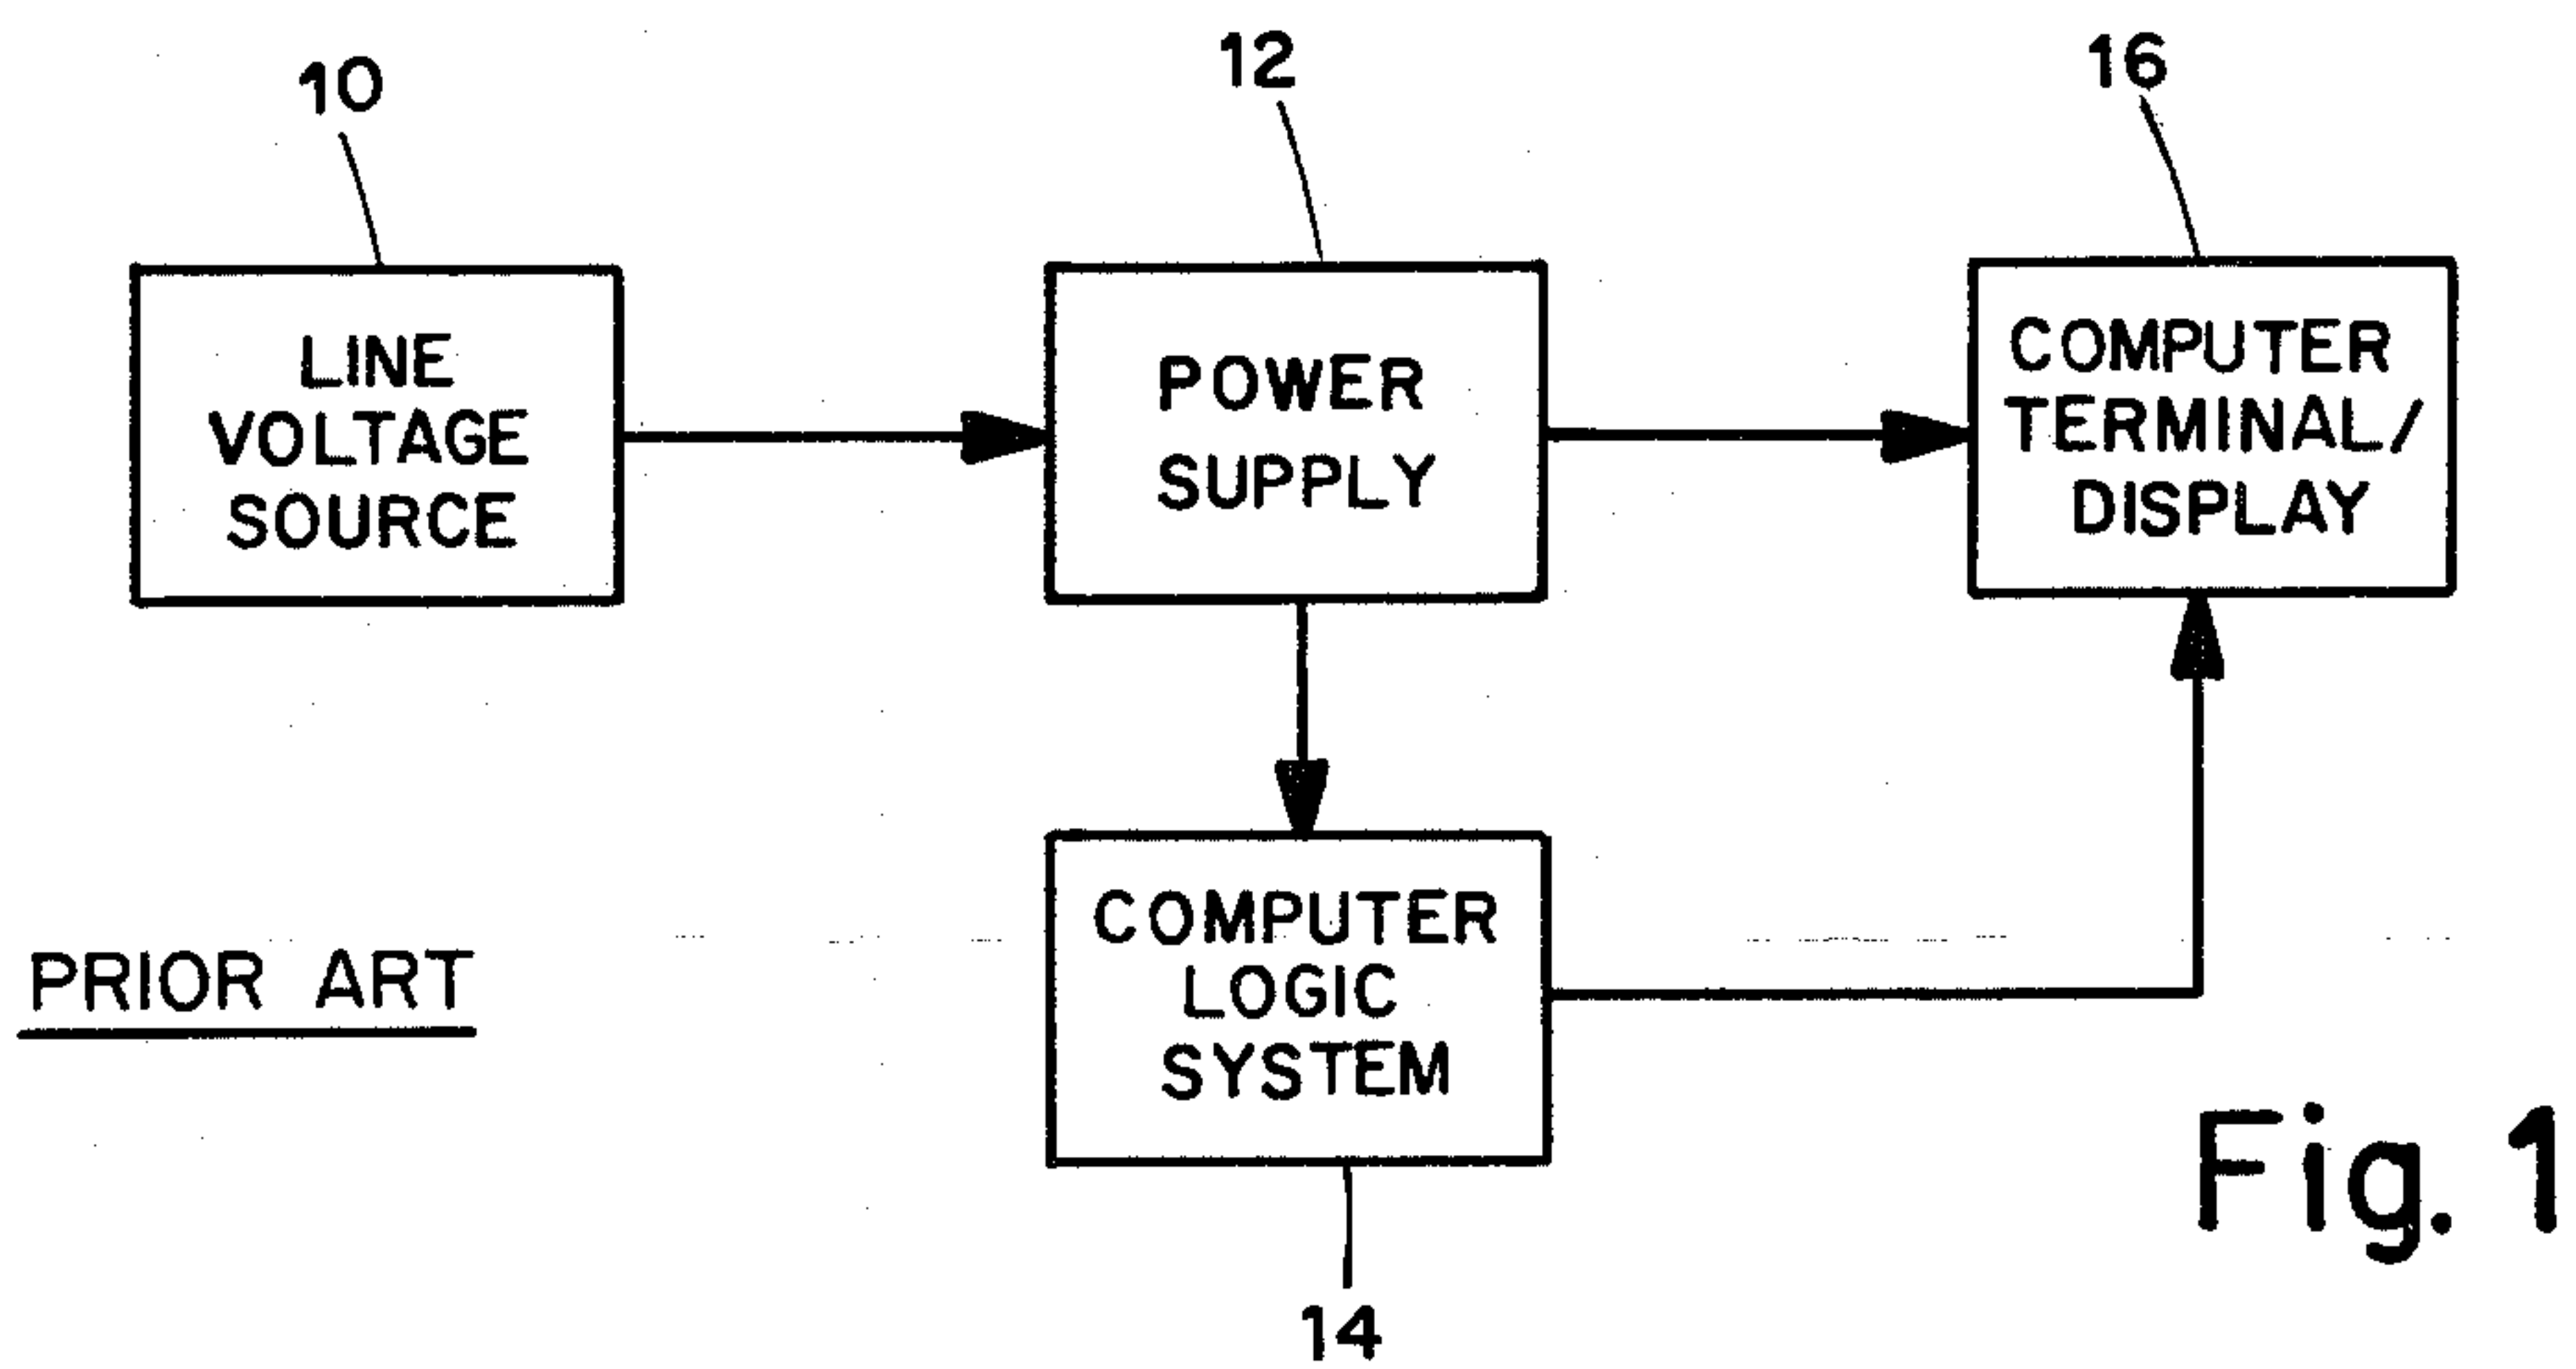 10
12
16
LINE
VOLTAGE
SOURCE
POWER
SUPPLY
COMPUTER
TERMINAL/
DISPLAY
COMPUTER
LOGIC
SYSTEM
PRIOR ART
Fig. 1
14